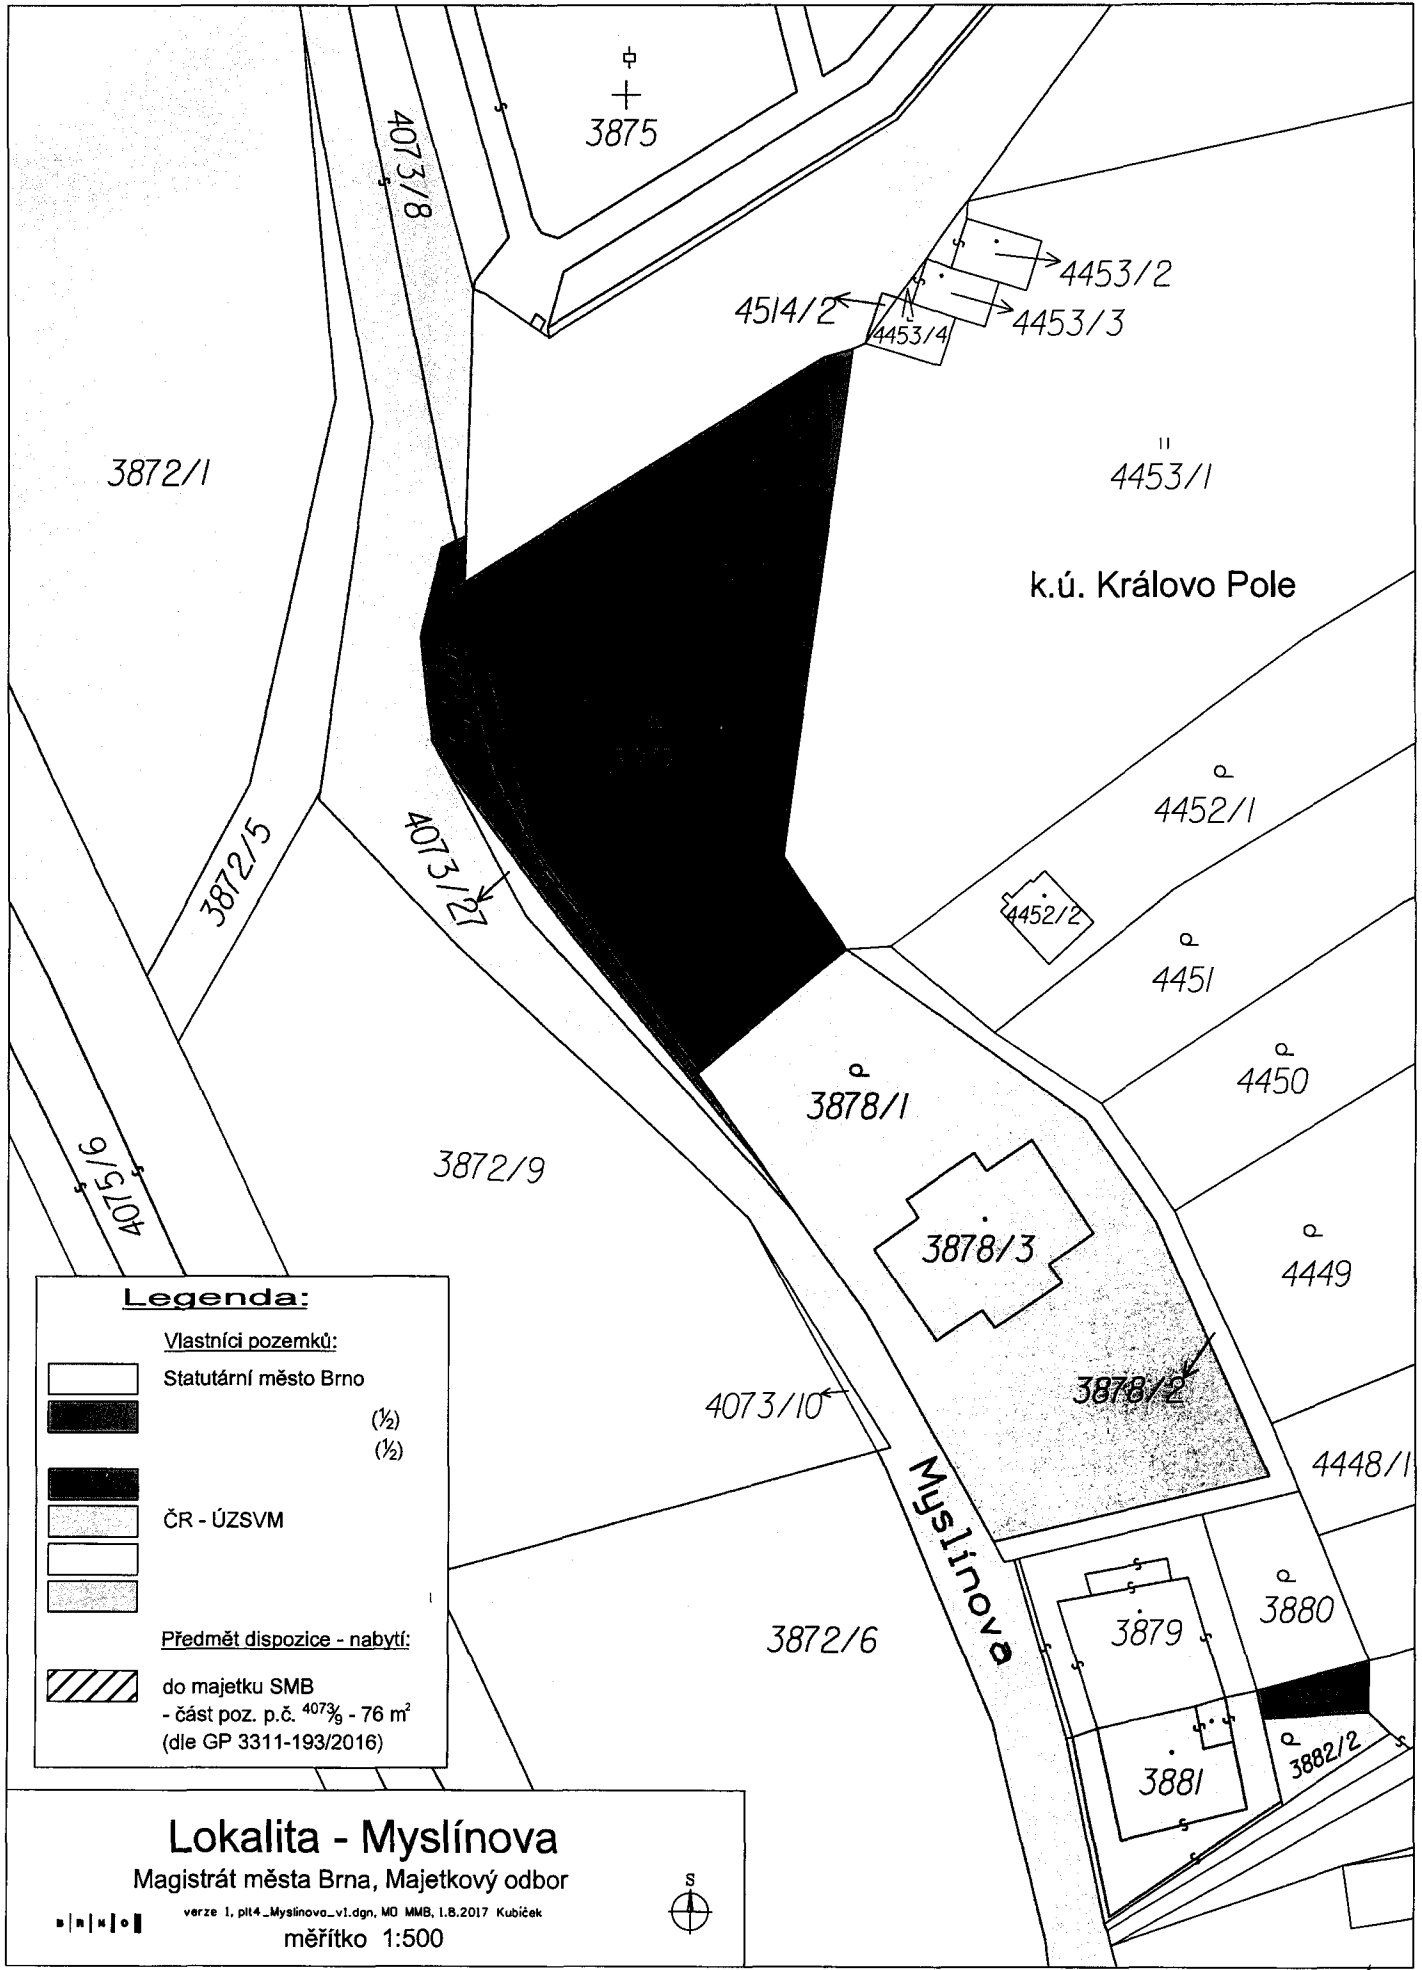 3875
4073/8
4453/2
4514/2
4453/3
4453/4
3872/1
4453/1
k.ú. Královo Pole
4452/1
4073/27
3872/5
4452/2
4451
4450
3878/1
3872/9
4075/6
3878/3
4449
3878/2
4073/10
4448/1
Myslínova
3880
3879
3872/6
3882/2
3881
Legenda:
Vlastníci pozemků:
Statutární město Brno
(½)
(½)
ČR - ÚZSVM
Předmět dispozice - nabytí:
do majetku SMB
- část poz. p.č. 4073/9 - 76 m²
(dle GP 3311-193/2016)
Lokalita - Myslínova
Magistrát města Brna, Majetkový odbor
verze 1, plt4_Myslinova_v1.dgn, MO MMB, 1.8.2017 Kubíček
měřítko 1:500
B R N O
S